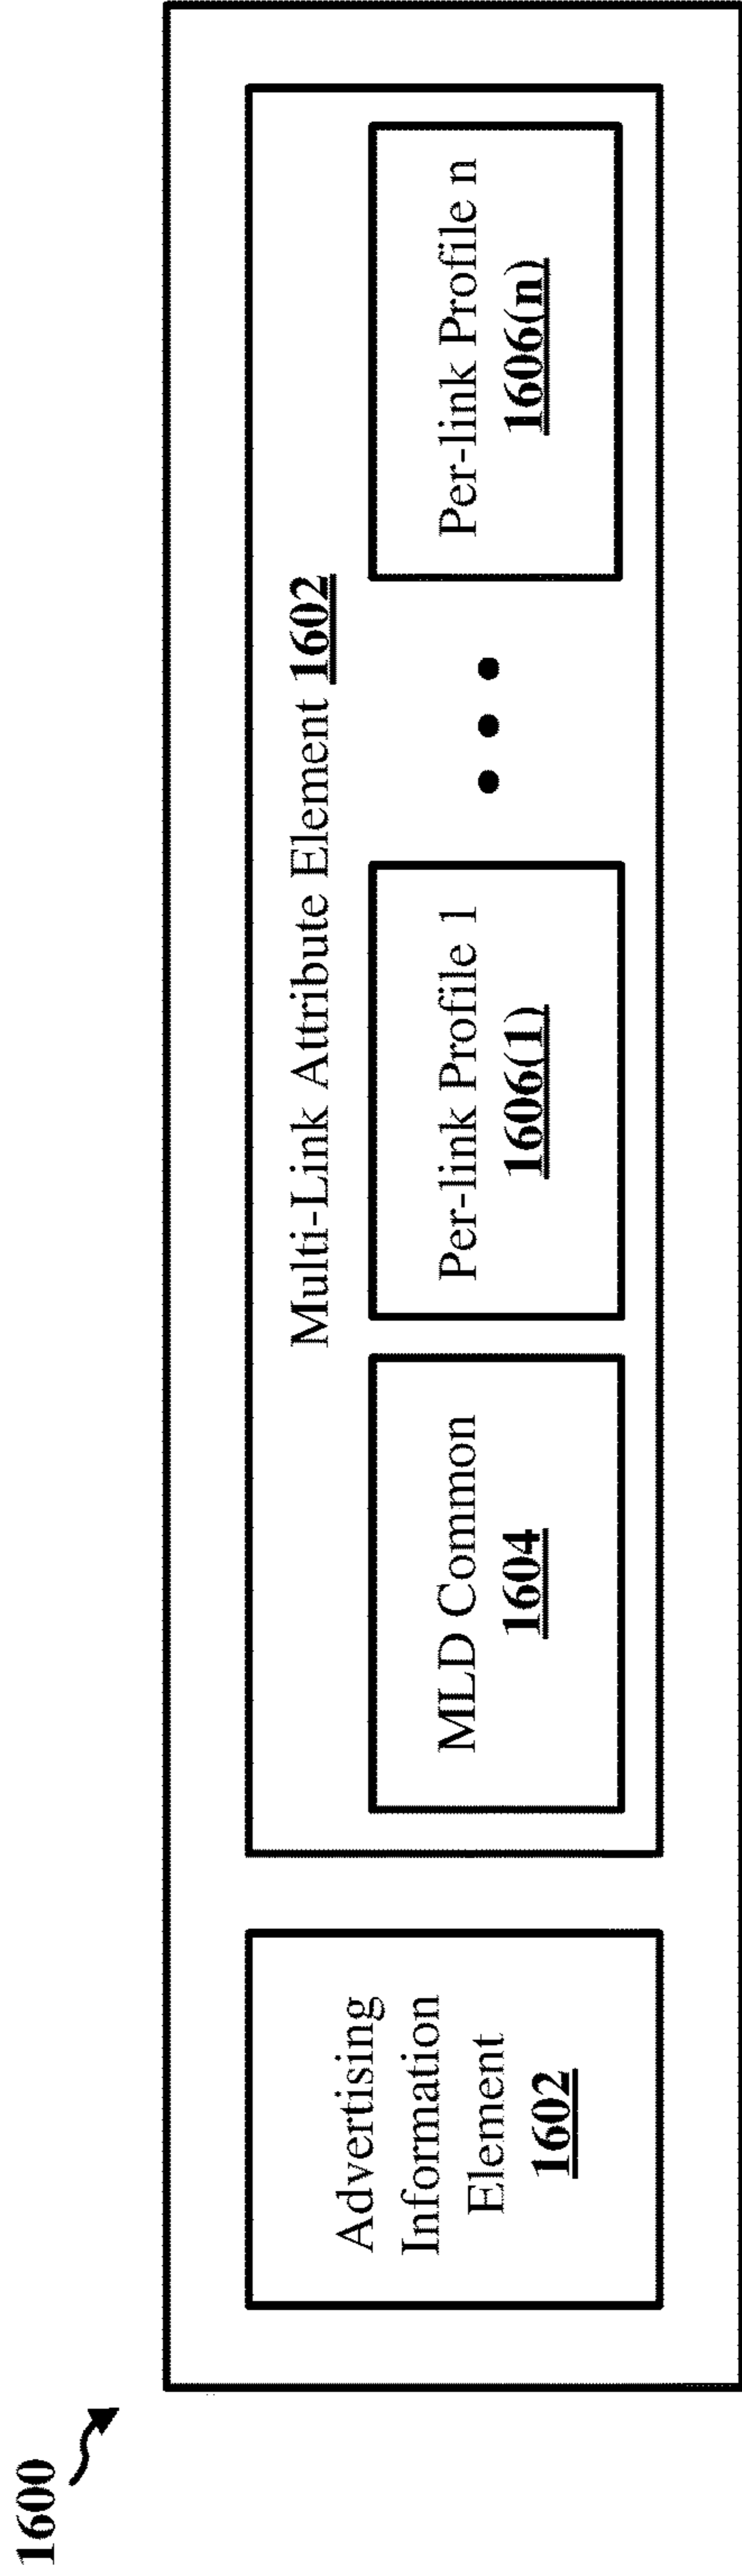 1600
Advertising
Information
Element
1602
Multi-Link Attribute Element 1602
MLD Common
1604
Per-link Profile 1
1606(1)
Per-link Profile n
1606(n)